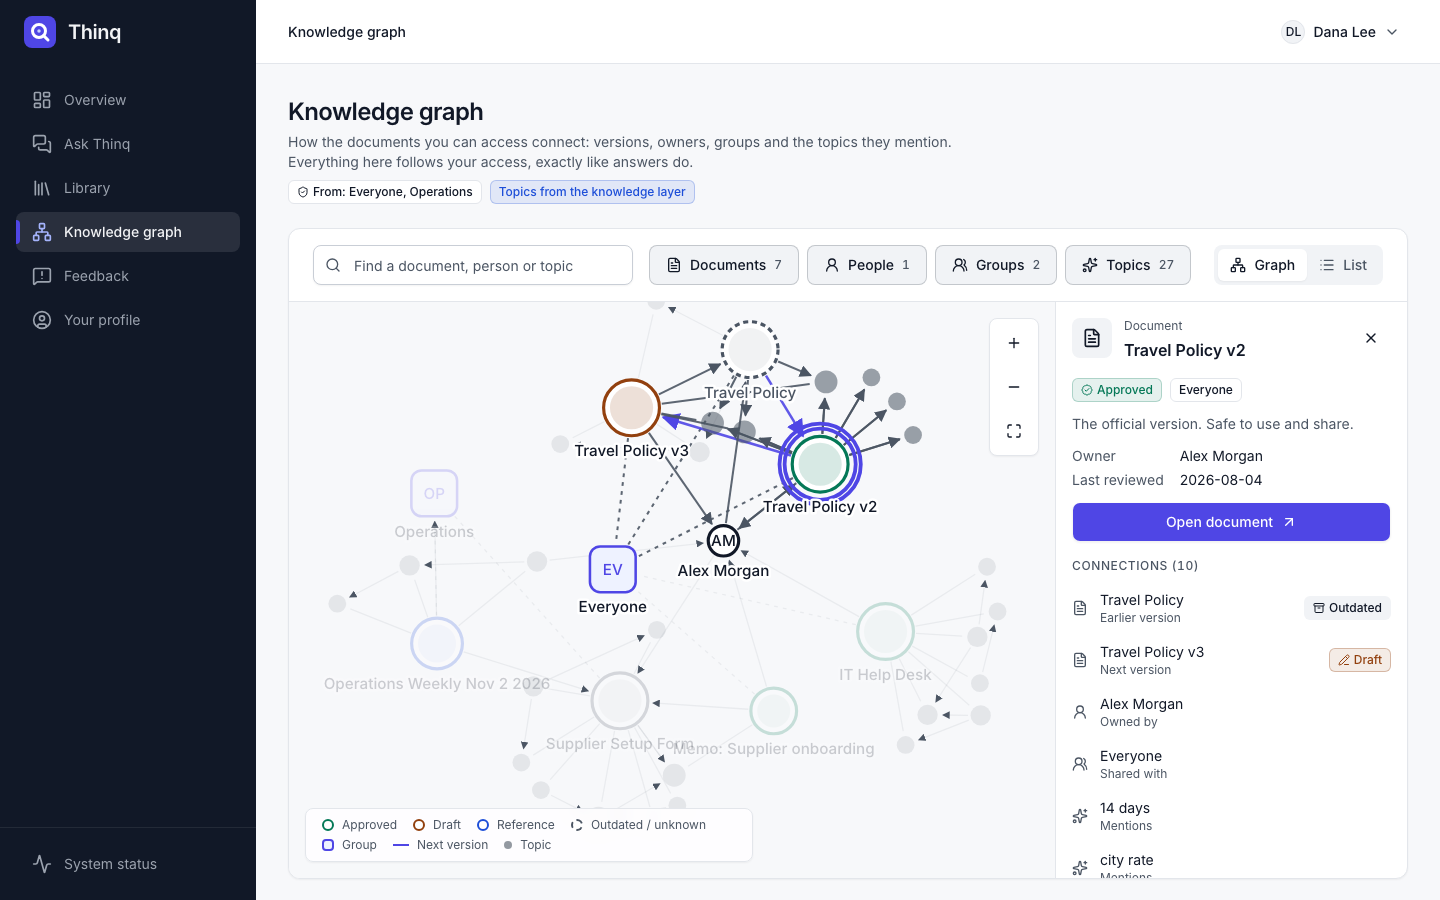 Thinq
Overview
Ask Thinq
Library
Knowledge graph
Feedback
Your profile
System status
Knowledge graph
DL Dana Lee
Knowledge graph
How the documents you can access connect: versions, owners, groups and the topics they mention.
Everything here follows your access, exactly like answers do.
From: Everyone, Operations
Topics from the knowledge layer
Find a document, person or topic
Documents 7
People 1
Groups 2
Topics 27
Graph
List
Travel Policy
Travel Policy v3
Travel Policy v2
OP
Operations
AM
Alex Morgan
EV
Everyone
Operations Weekly Nov 2 2026
IT Help Desk
Supplier Setup Form
Memo: Supplier onboarding
Approved
Draft
Reference
Outdated / unknown
Group
Next version
Topic
Document
Travel Policy v2
Approved
Everyone
The official version. Safe to use and share.
Owner Alex Morgan
Last reviewed 2026-08-04
Open document
CONNECTIONS (10)
Travel Policy
Earlier version
Outdated
Travel Policy v3
Next version
Draft
Alex Morgan
Owned by
Everyone
Shared with
14 days
Mentions
city rate
Mentions